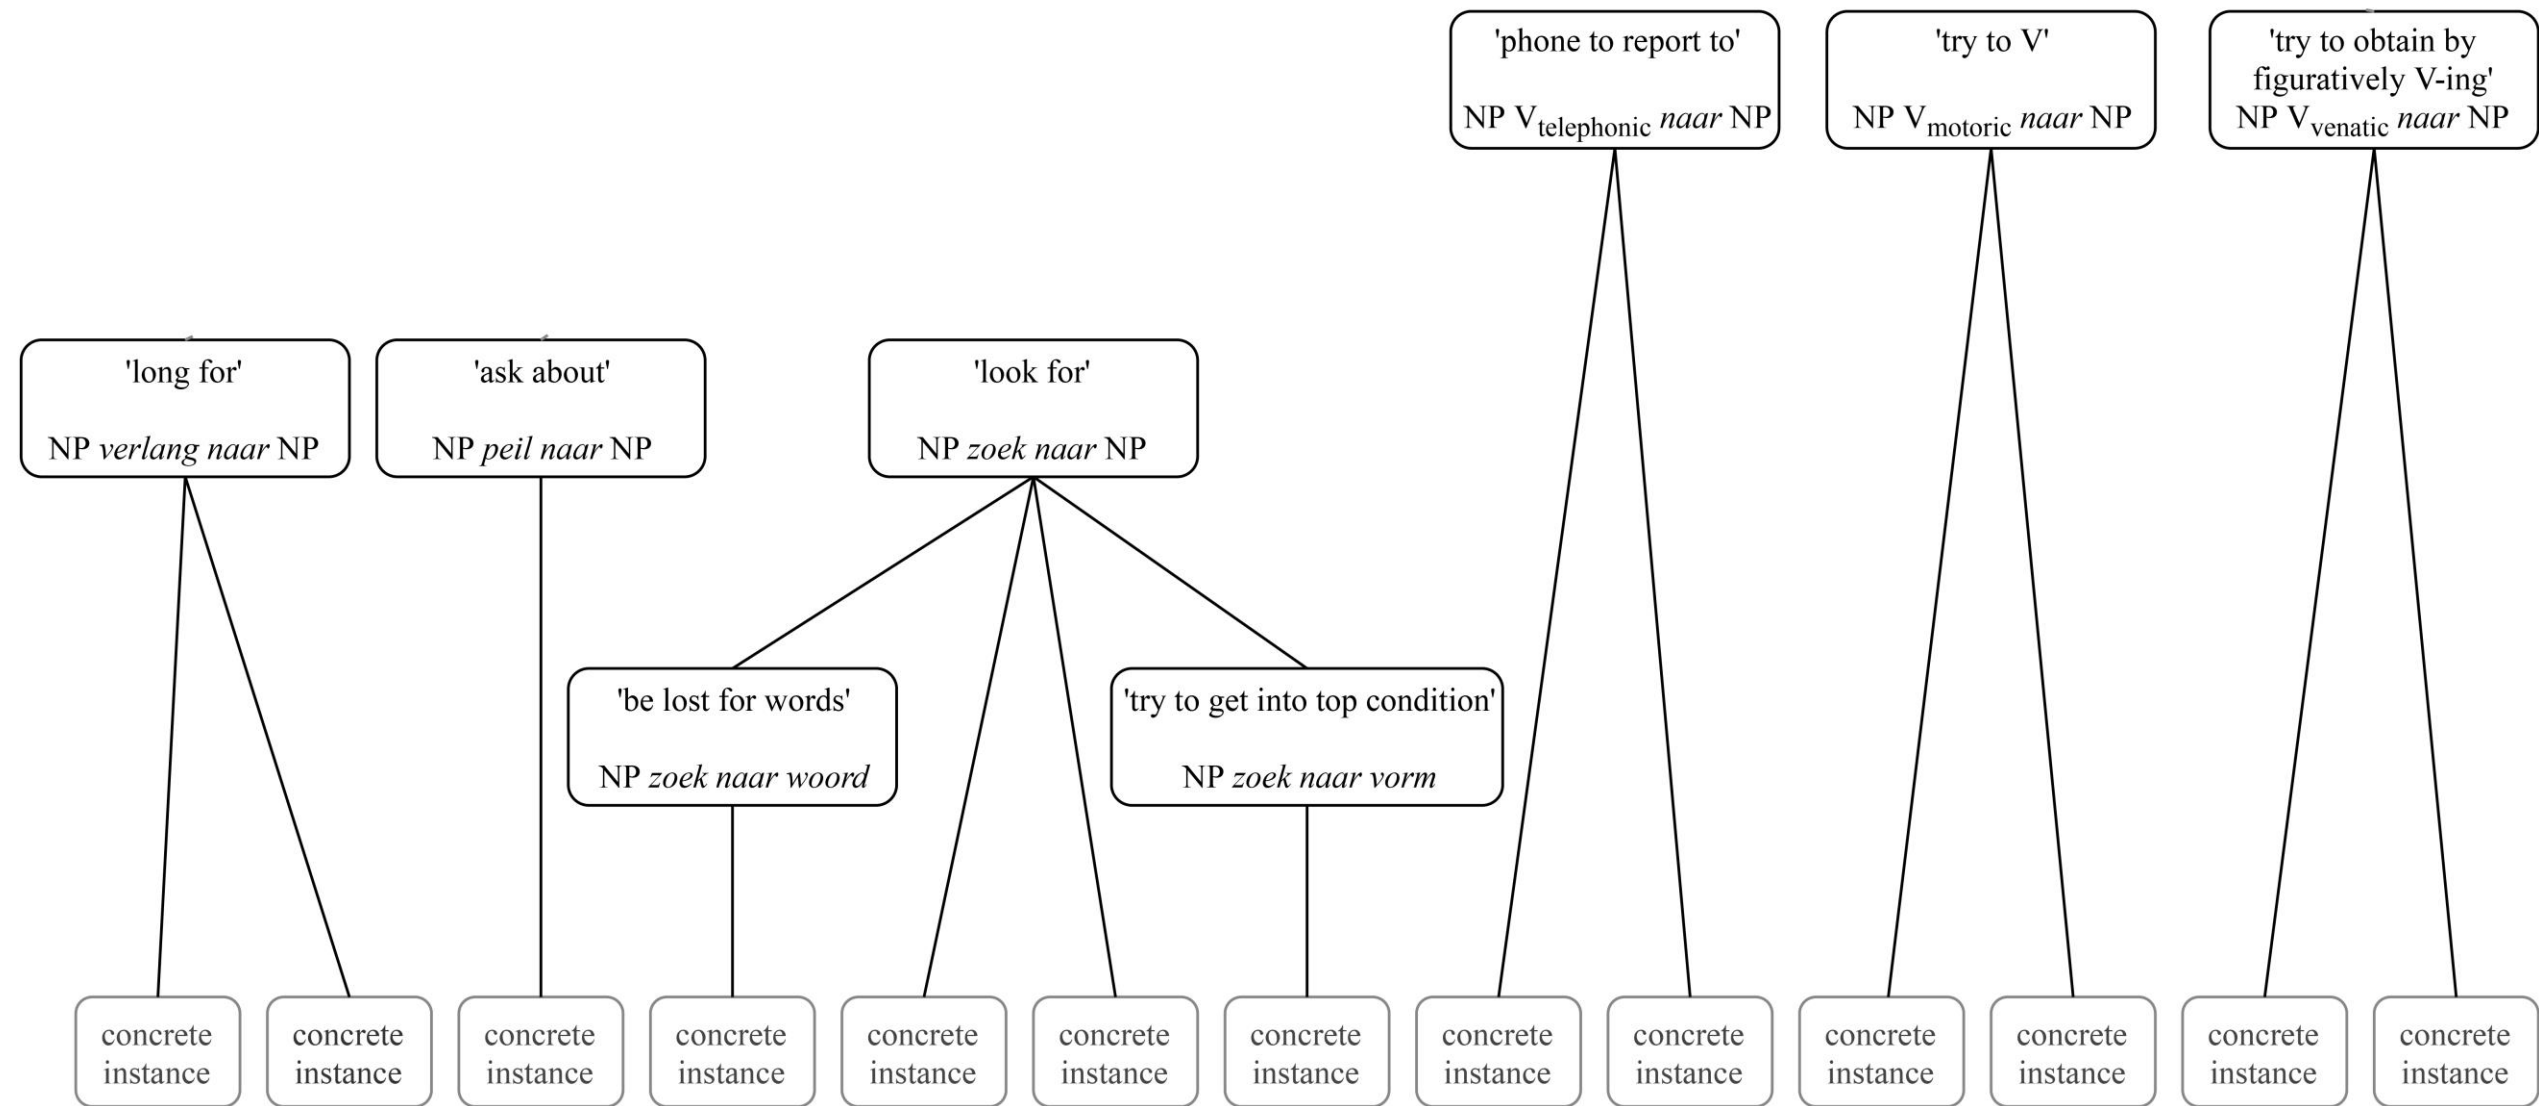 'phone to report to'
NP Vtelephonic naar NP
'try to V'
NP Vmotoric naar NP
'try to obtain by
figuratively V-ing'
NP Vvenatic naar NP
'long for'
NP verlang naar NP
'ask about'
NP peil naar NP
'look for'
NP zoek naar NP
'be lost for words'
NP zoek naar woord
'try to get into top condition'
NP zoek naar vorm
concrete
instance
concrete
instance
concrete
instance
concrete
instance
concrete
instance
concrete
instance
concrete
instance
concrete
instance
concrete
instance
concrete
instance
concrete
instance
concrete
instance
concrete
instance